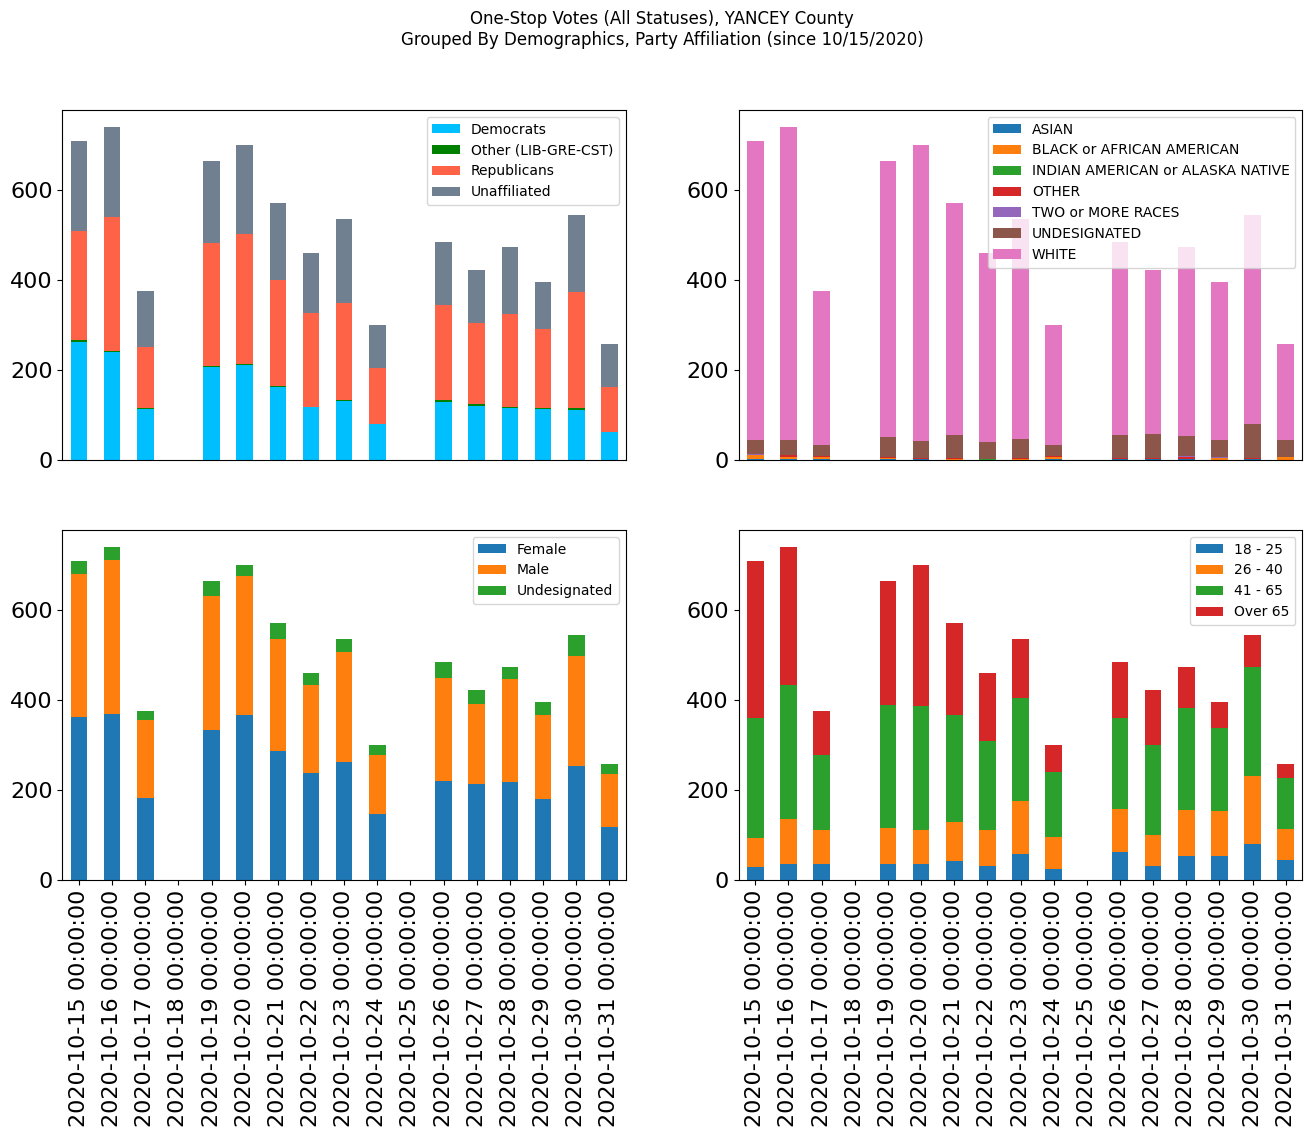 One-Stop Votes (All Statuses), YANCEY County
Grouped By Demographics, Party Affiliation (since 10/15/2020)
600
400
200
0
Democrats
Other (LIB-GRE-CST)
Republicans
Unaffiliated
600
400
200
0
ASIAN
BLACK or AFRICAN AMERICAN
INDIAN AMERICAN or ALASKA NATIVE
OTHER
TWO or MORE RACES
UNDESIGNATED
WHITE
600
400
200
0
Female
Male
Undesignated
2020-10-15 00:00:00
2020-10-16 00:00:00
2020-10-17 00:00:00
2020-10-18 00:00:00
2020-10-19 00:00:00
2020-10-20 00:00:00
2020-10-21 00:00:00
2020-10-22 00:00:00
2020-10-23 00:00:00
2020-10-24 00:00:00
2020-10-25 00:00:00
2020-10-26 00:00:00
2020-10-27 00:00:00
2020-10-28 00:00:00
2020-10-29 00:00:00
2020-10-30 00:00:00
2020-10-31 00:00:00
600
400
200
0
18 - 25
26 - 40
41 - 65
Over 65
2020-10-15 00:00:00
2020-10-16 00:00:00
2020-10-17 00:00:00
2020-10-18 00:00:00
2020-10-19 00:00:00
2020-10-20 00:00:00
2020-10-21 00:00:00
2020-10-22 00:00:00
2020-10-23 00:00:00
2020-10-24 00:00:00
2020-10-25 00:00:00
2020-10-26 00:00:00
2020-10-27 00:00:00
2020-10-28 00:00:00
2020-10-29 00:00:00
2020-10-30 00:00:00
2020-10-31 00:00:00